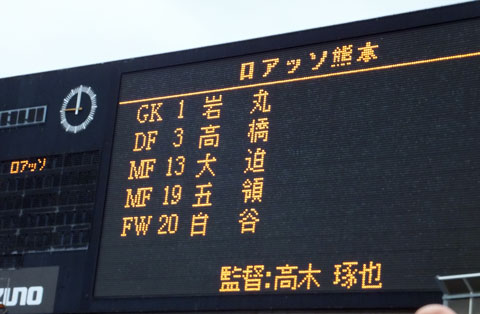 ロアッソ熊本
GK 1 岩 丸
DF 3 高 橋
MF 13 大 迫
MF 19 五 領
FW 20 白 谷
監督:高木 琢也
ロアッソ